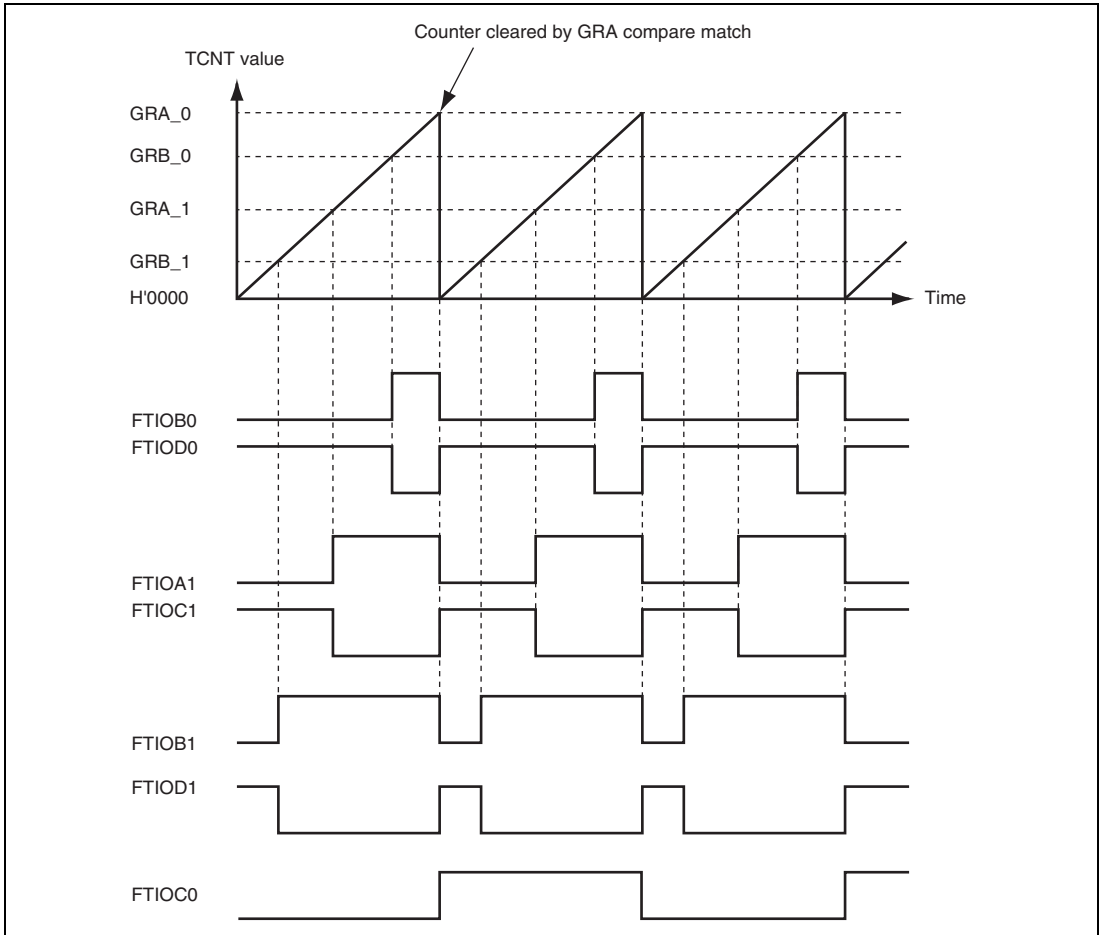 Counter cleared by GRA compare match
TCNT value
GRA_0
GRB_0
GRA_1
GRB_1
H'0000
Time
FTIOB0
FTIOD0
FTIOA1
FTIOC1
FTIOB1
FTIOD1
FTIOC0